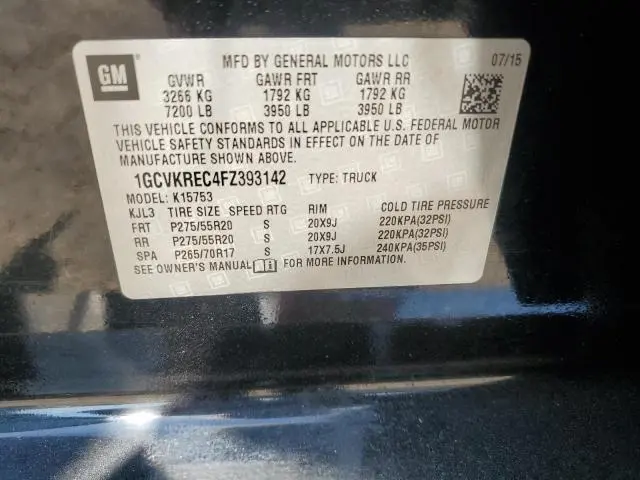 GM
MFD BY GENERAL MOTORS LLC 07/15
GVWR GAWR FRT GAWR RR
3266 KG 1792 KG 1792 KG
7200 LB 3950 LB 3950 LB
THIS VEHICLE CONFORMS TO ALL APPLICABLE U.S. FEDERAL MOTOR
VEHICLE SAFETY STANDARDS IN EFFECT ON THE DATE OF
MANUFACTURE SHOWN ABOVE.
1GCVKREC4FZ393142 TYPE: TRUCK
MODEL: K15753
KJL3 TIRE SIZE SPEED RTG RIM COLD TIRE PRESSURE
FRT P275/55R20 S 20X9J 220KPA(32PSI)
RR P275/55R20 S 20X9J 220KPA(32PSI)
SPA P265/70R17 S 17X7.5J 240KPA(35PSI)
SEE OWNER'S MANUAL FOR MORE INFORMATION.